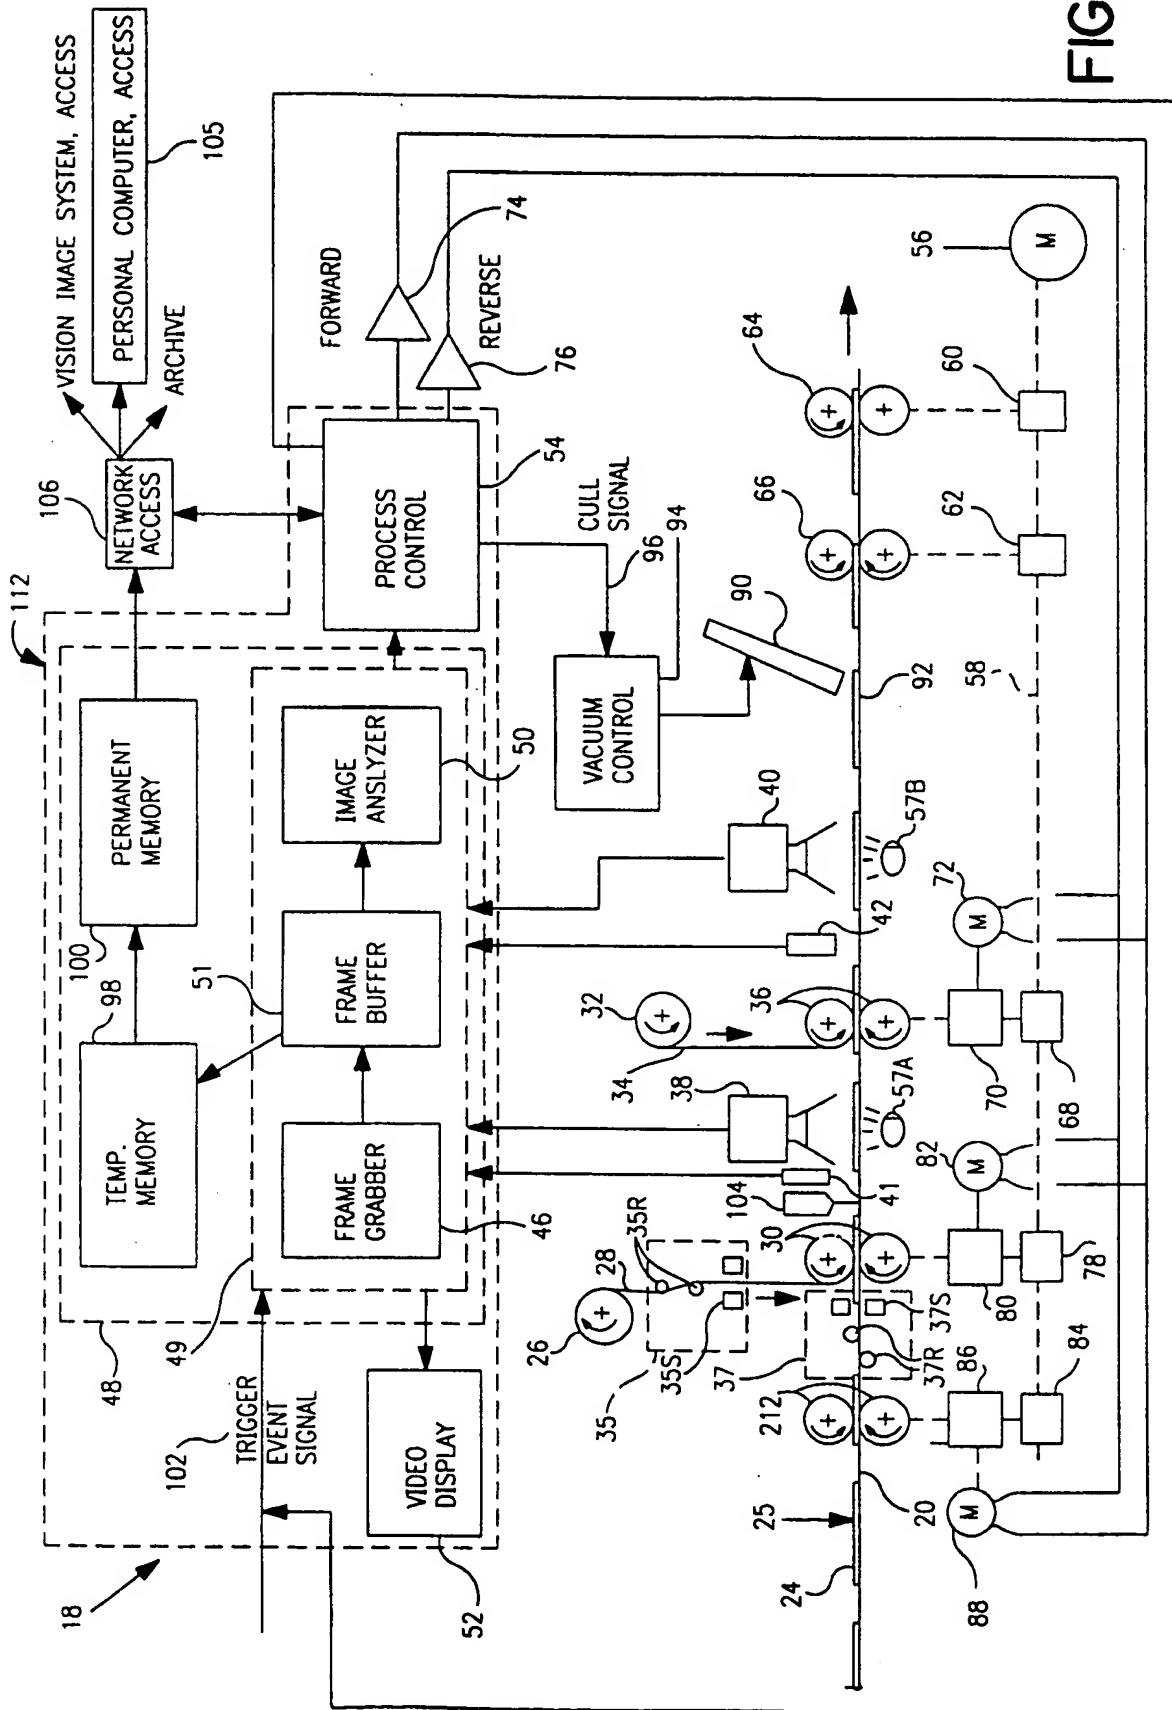 FIG
18
112
106
VISION IMAGE SYSTEM, ACCESS
PERSONAL COMPUTER, ACCESS
105
ARCHIVE
NETWORK
ACCESS
PERMANENT
MEMORY
100
98
TEMP.
MEMORY
48
49
51
FRAME
GRABBER
46
FRAME
BUFFER
IMAGE
ANSLYZER
50
PROCESS
CONTROL
54
FORWARD
74
REVERSE
76
102
TRIGGER
EVENT
SIGNAL
VIDEO
DISPLAY
52
CULL
SIGNAL
96
94
VACUUM
CONTROL
90
92
40
57B
42
32
34
36
38
57A
41
104
30
35R
28
26
35S
35
37
37S
37R
212
25
24
20
66
64
56
M
60
62
58
72
M
70
68
82
M
80
78
86
84
88
M